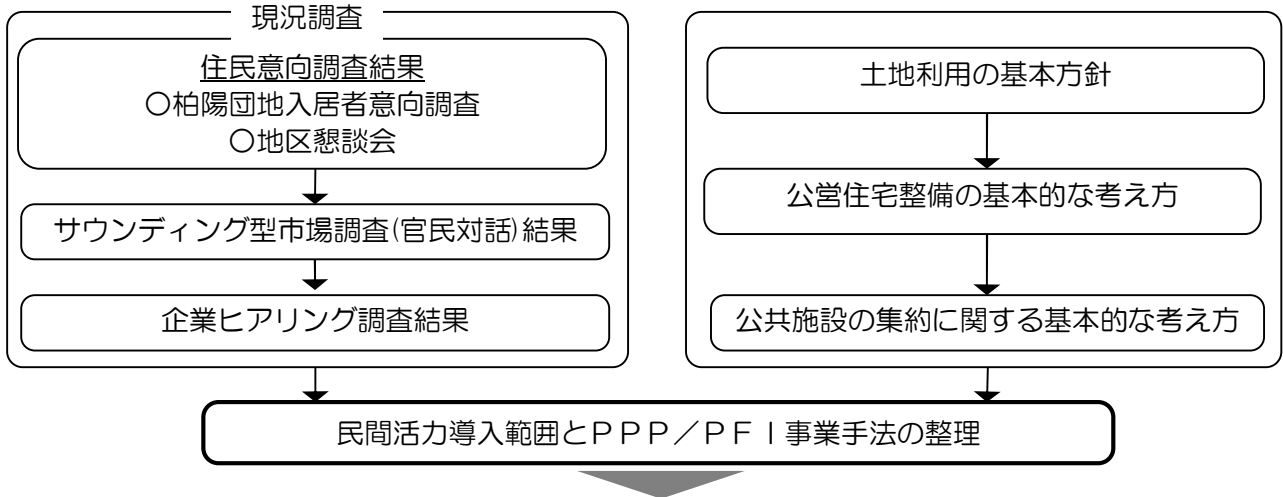 現況調査
住民意向調査結果
○柏陽団地入居者意向調査
○地区懇談会
サウンディング型市場調査(官民対話)結果
企業ヒアリング調査結果
土地利用の基本方針
公営住宅整備の基本的な考え方
公共施設の集約に関する基本的な考え方
民間活力導入範囲とＰＰＰ／ＰＦＩ事業手法の整理